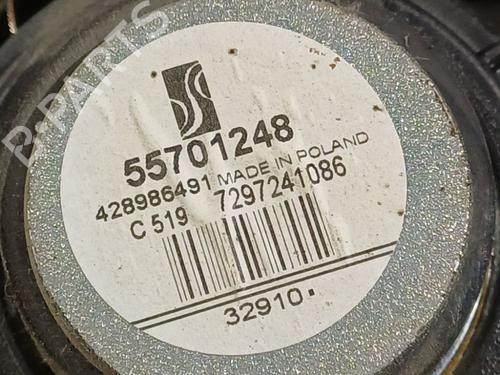 B-PARTS
55701248
428986491 MADE IN POLAND
C 519 7297241086
32910.